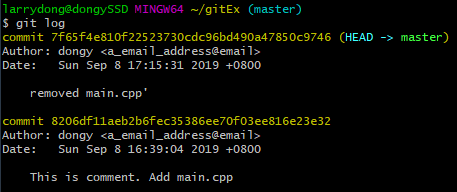 larrydong@dongySSD MINGW64 ~/gitEx (master)
$ git log
commit 7f65f4e810f22523730cdc96bd490a47850c9746 (HEAD -> master)
Author: dongy <a_email_address@email>
Date:   Sun Sep 8 17:15:31 2019 +0800
removed main.cpp'
commit 8206df11aeb2b6fec35386ee70f03ee816e23e32
Author: dongy <a_email_address@email>
Date:   Sun Sep 8 16:39:04 2019 +0800
This is comment. Add main.cpp